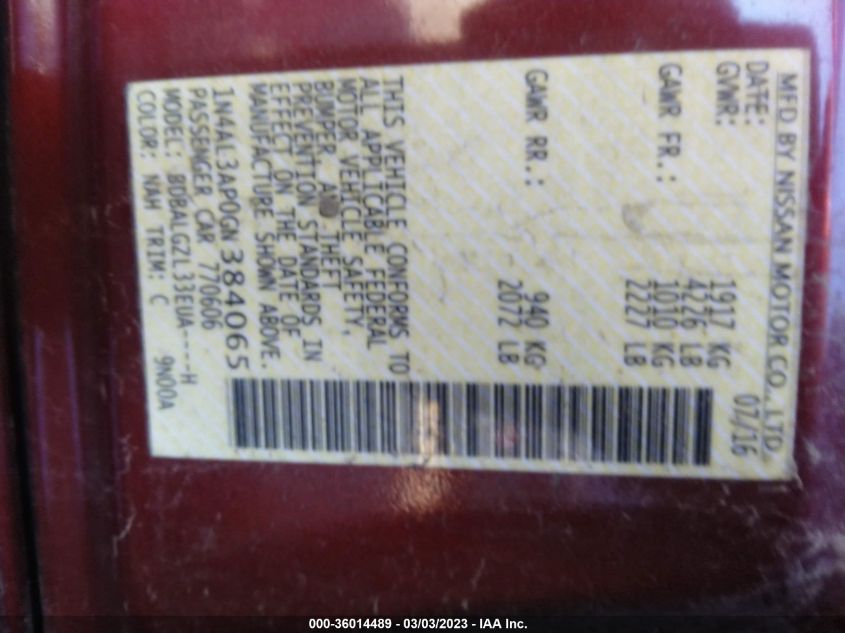 MFD BY NISSAN MOTOR CO., LTD.
DATE: 07/16
GVWR: 1917 KG
4226 LB
GAWR FR.: 1010 KG
2227 LB
GAWR RR.: 940 KG
2072 LB
THIS VEHICLE CONFORMS TO
ALL APPLICABLE FEDERAL
MOTOR VEHICLE SAFETY,
BUMPER, AND THEFT
PREVENTION STANDARDS IN
EFFECT ON THE DATE OF
MANUFACTURE SHOWN ABOVE.
1N4AL3AP0GN384065
PASSENGER CAR 770606
MODEL: BDBALGZL33EUA----H
COLOR: NAH TRIM: C 9N00A
000-36014489 - 03/03/2023 - IAA Inc.